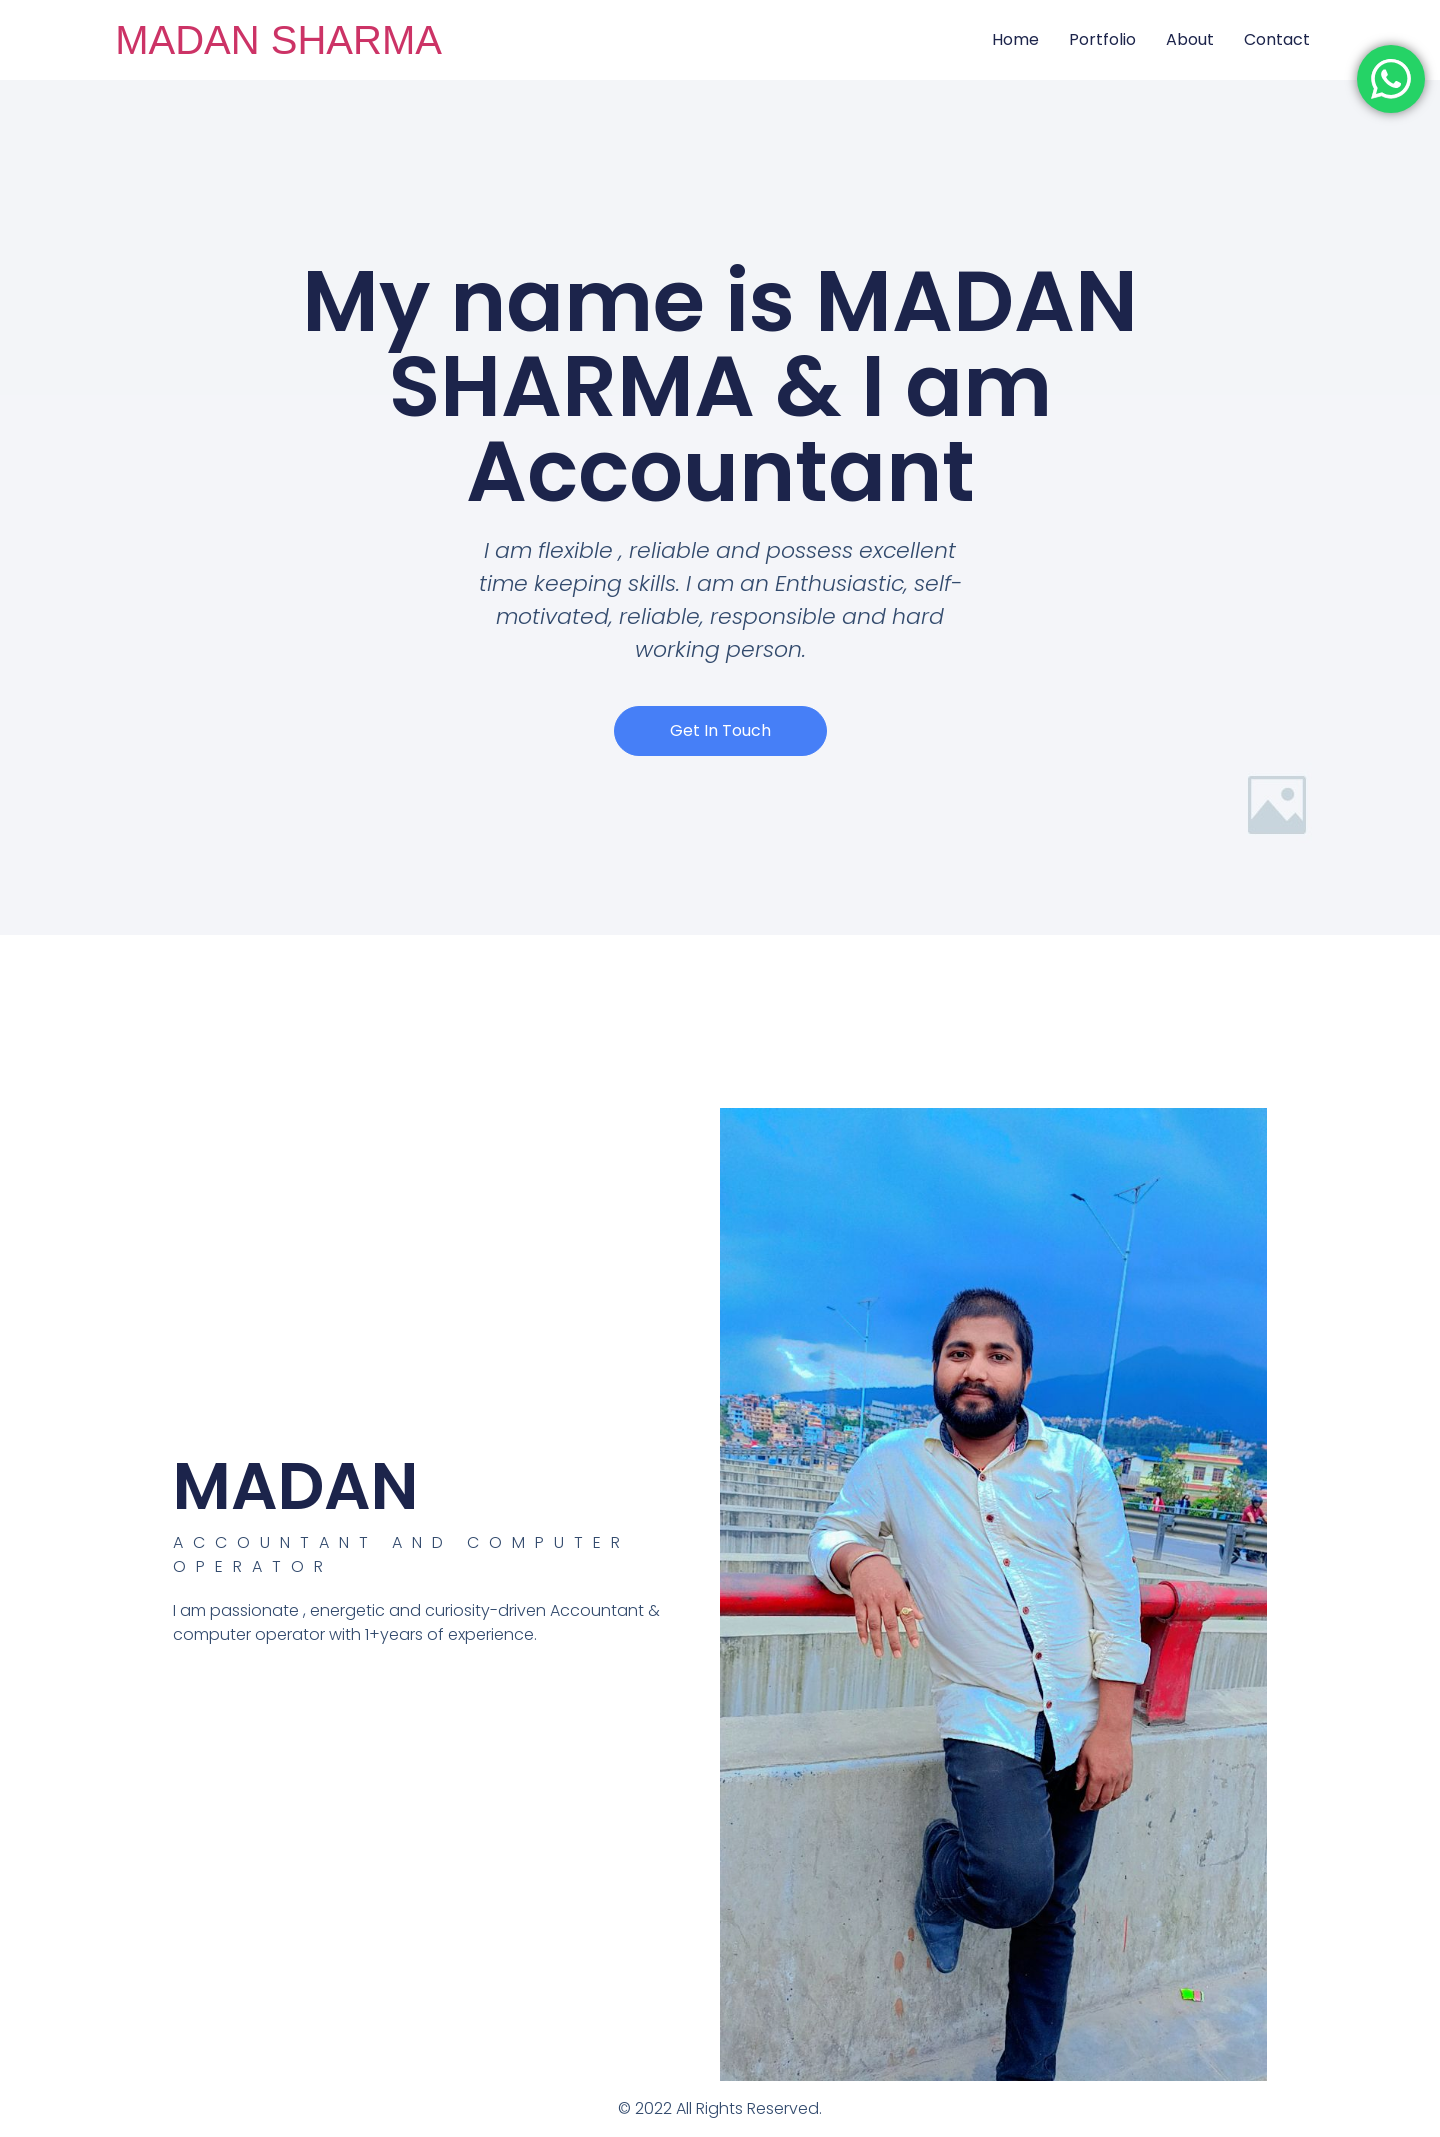 MADAN SHARMA
Home
Portfolio
About
Contact
My name is MADAN
SHARMA & I am
Accountant
I am flexible , reliable and possess excellent
time keeping skills. I am an Enthusiastic, self-
motivated, reliable, responsible and hard
working person.
Get In Touch
MADAN
ACCOUNTANT AND COMPUTER
OPERATOR
I am passionate , energetic and curiosity-driven Accountant &
computer operator with 1+years of experience.
© 2022 All Rights Reserved.